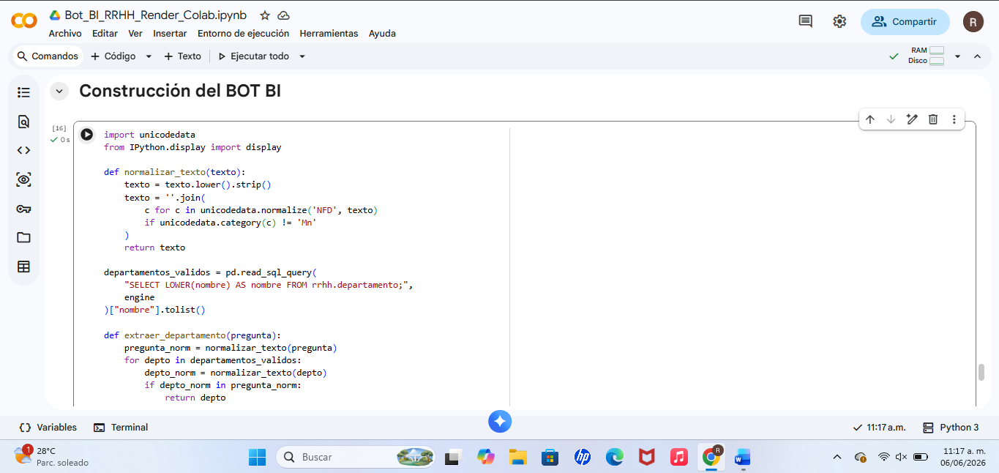 CO Bot_BI_RRHH_Render_Colab.ipynb
Archivo Editar Ver Insertar Entorno de ejecución Herramientas Ayuda
Compartir R
Comandos + Código + Texto Ejecutar todo
RAM
Disco
Construcción del BOT BI
[16]
0 s
import unicodedata
from IPython.display import display
def normalizar_texto(texto):
texto = texto.lower().strip()
texto = ''.join(
c for c in unicodedata.normalize('NFD', texto)
if unicodedata.category(c) != 'Mn'
)
return texto
departamentos_validos = pd.read_sql_query(
"SELECT LOWER(nombre) AS nombre FROM rrhh.departamento;",
engine
)["nombre"].tolist()
def extraer_departamento(pregunta):
pregunta_norm = normalizar_texto(pregunta)
for depto in departamentos_validos:
depto_norm = normalizar_texto(depto)
if depto_norm in pregunta_norm:
return depto
{} Variables Terminal
11:17 a.m. Python 3
1
28°C
Parc. soleado
Buscar
hp
R
W
11:17 a. m.
06/06/2026